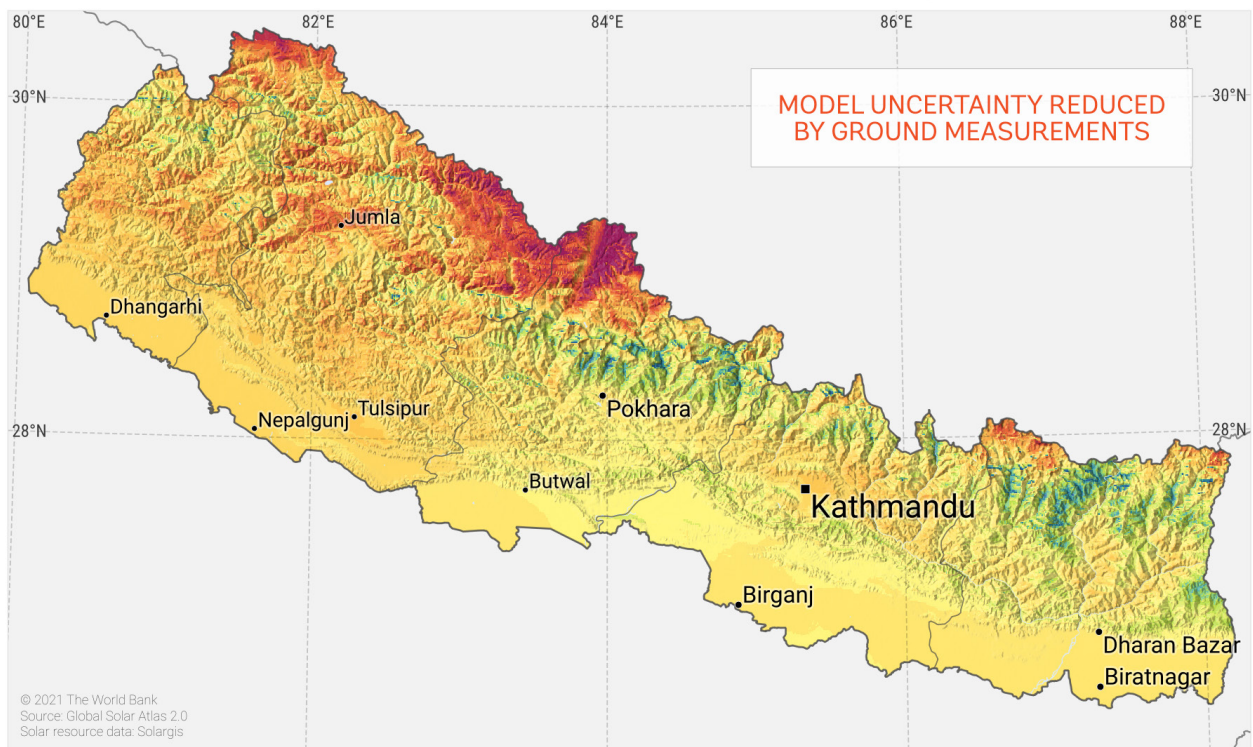 80°E 82°E 84°E 86°E 88°E
30°N 30°N
MODEL UNCERTAINTY REDUCED
BY GROUND MEASUREMENTS
Jumla
Dhangarhi
Pokhara
Nepalgunj Tulsipur
28°N 28°N
Butwal
Kathmandu
Birganj
Dharan Bazar
Biratnagar
© 2021 The World Bank
Source: Global Solar Atlas 2.0
Solar resource data: Solargis